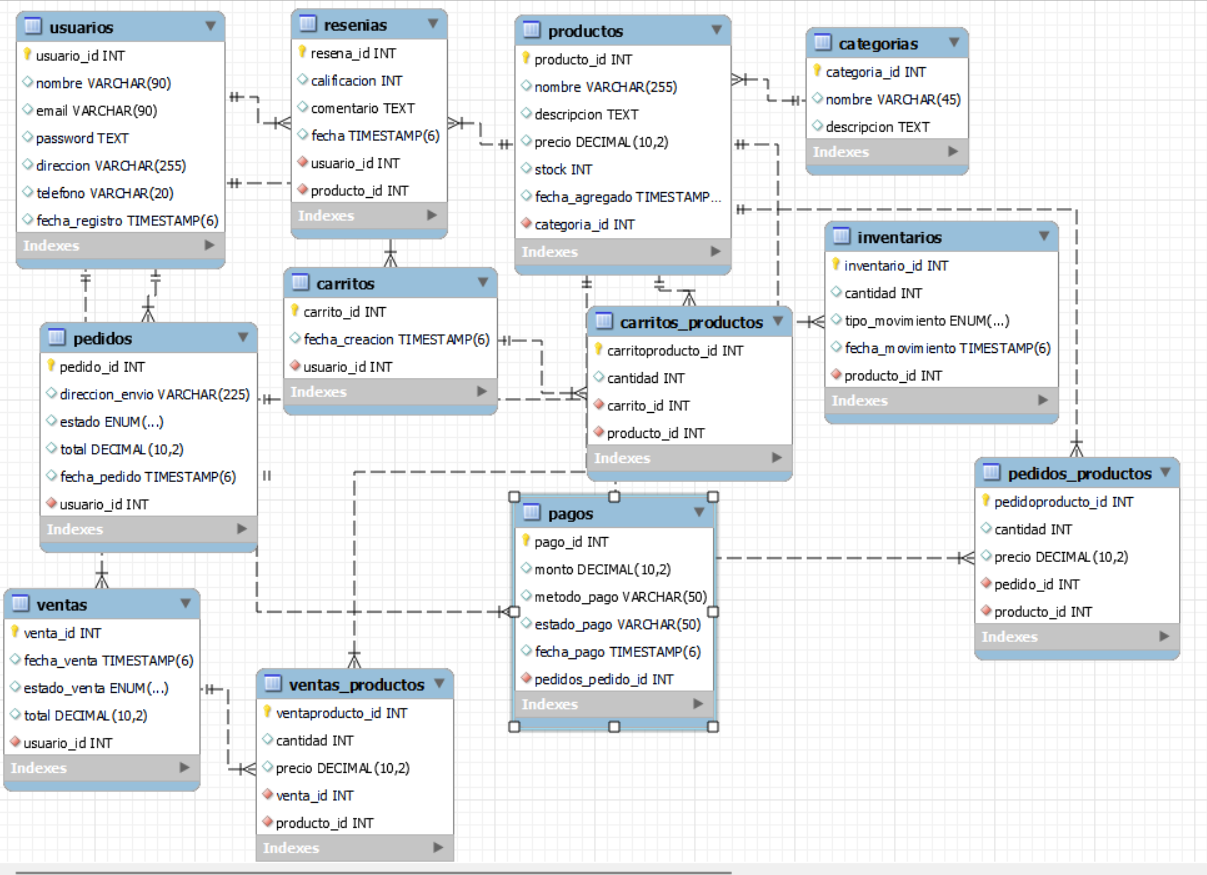 usuarios
usuario_id INT
nombre VARCHAR(90)
email VARCHAR(90)
password TEXT
direccion VARCHAR(255)
telefono VARCHAR(20)
fecha_registro TIMESTAMP(6)
Indexes
resenias
resena_id INT
calificacion INT
comentario TEXT
fecha TIMESTAMP(6)
usuario_id INT
producto_id INT
Indexes
productos
producto_id INT
nombre VARCHAR(255)
descripcion TEXT
precio DECIMAL(10,2)
stock INT
fecha_agregado TIMESTAMP...
categoria_id INT
Indexes
categorias
categoria_id INT
nombre VARCHAR(45)
descripcion TEXT
Indexes
inventarios
inventario_id INT
cantidad INT
tipo_movimiento ENUM(...)
fecha_movimiento TIMESTAMP(6)
producto_id INT
Indexes
carritos
carrito_id INT
fecha_creacion TIMESTAMP(6)
usuario_id INT
Indexes
carritos_productos
carritoproducto_id INT
cantidad INT
carrito_id INT
producto_id INT
Indexes
pedidos
pedido_id INT
direccion_envio VARCHAR(225)
estado ENUM(...)
total DECIMAL(10,2)
fecha_pedido TIMESTAMP(6)
usuario_id INT
Indexes
pedidos_productos
pedidoproducto_id INT
cantidad INT
precio DECIMAL(10,2)
pedido_id INT
producto_id INT
Indexes
pagos
pago_id INT
monto DECIMAL(10,2)
metodo_pago VARCHAR(50)
estado_pago VARCHAR(50)
fecha_pago TIMESTAMP(6)
pedidos_pedido_id INT
Indexes
ventas
venta_id INT
fecha_venta TIMESTAMP(6)
estado_venta ENUM(...)
total DECIMAL(10,2)
usuario_id INT
Indexes
ventas_productos
ventaproducto_id INT
cantidad INT
precio DECIMAL(10,2)
venta_id INT
producto_id INT
Indexes